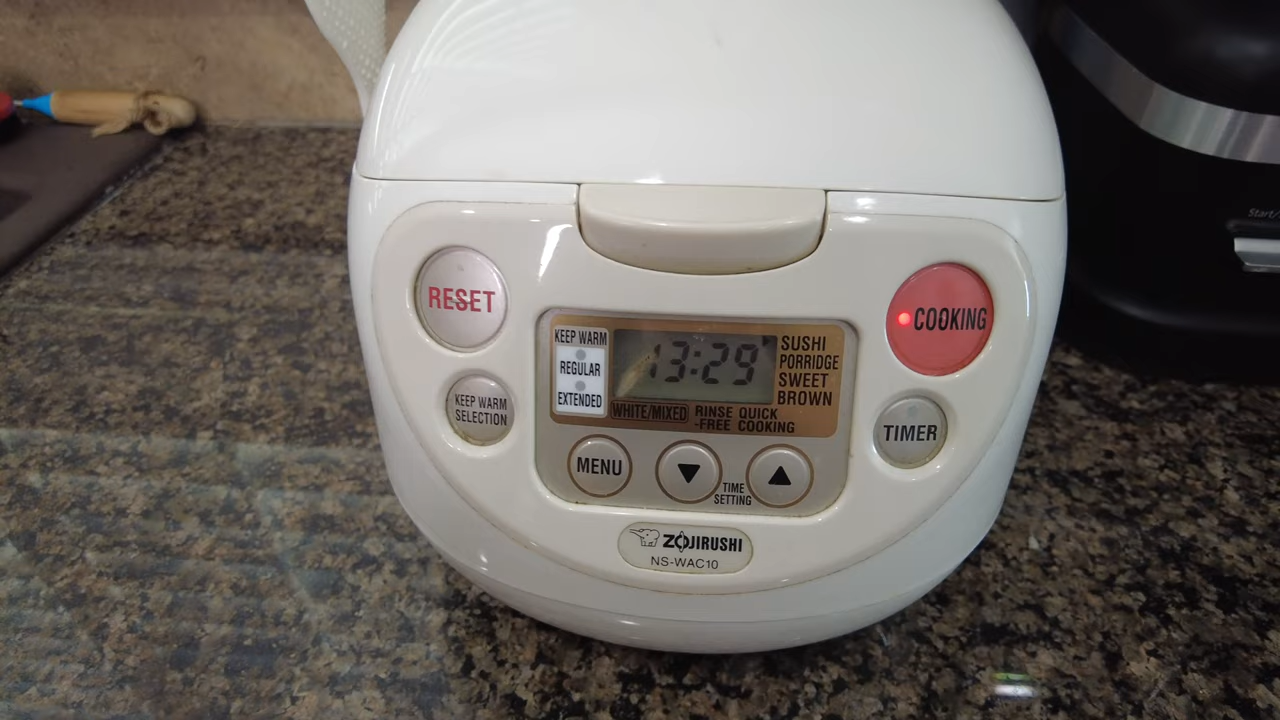 RESET
KEEP WARM
SELECTION
KEEP WARM
REGULAR
EXTENDED
13:29
SUSHI
PORRIDGE
SWEET
BROWN
WHITE/MIXED
RINSE
-FREE
QUICK
COOKING
MENU
▼
▲
TIME
SETTING
COOKING
TIMER
ZOJIRUSHI
NS-WAC10
Start/